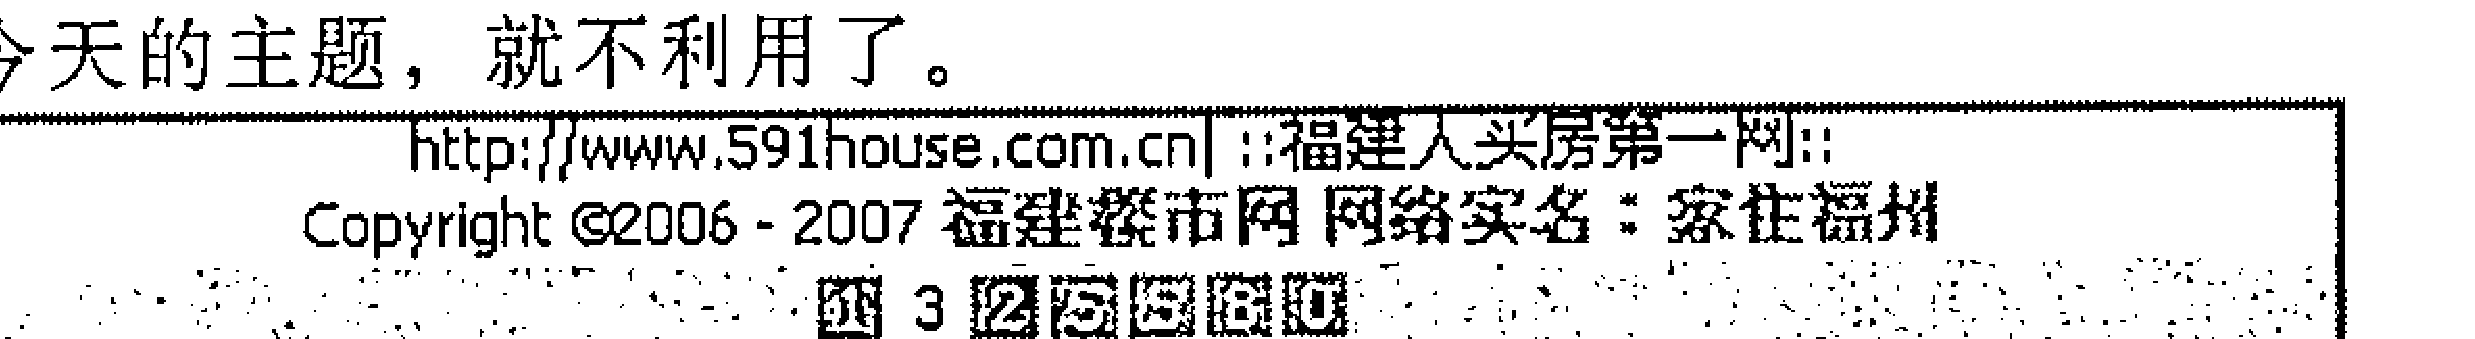 今天的主题，就不利用了。
http://www.591house.com.cn| ::福建人买房第一网::
Copyright ©2006 - 2007 福建楼市网 网络实名：家住福州
3 2